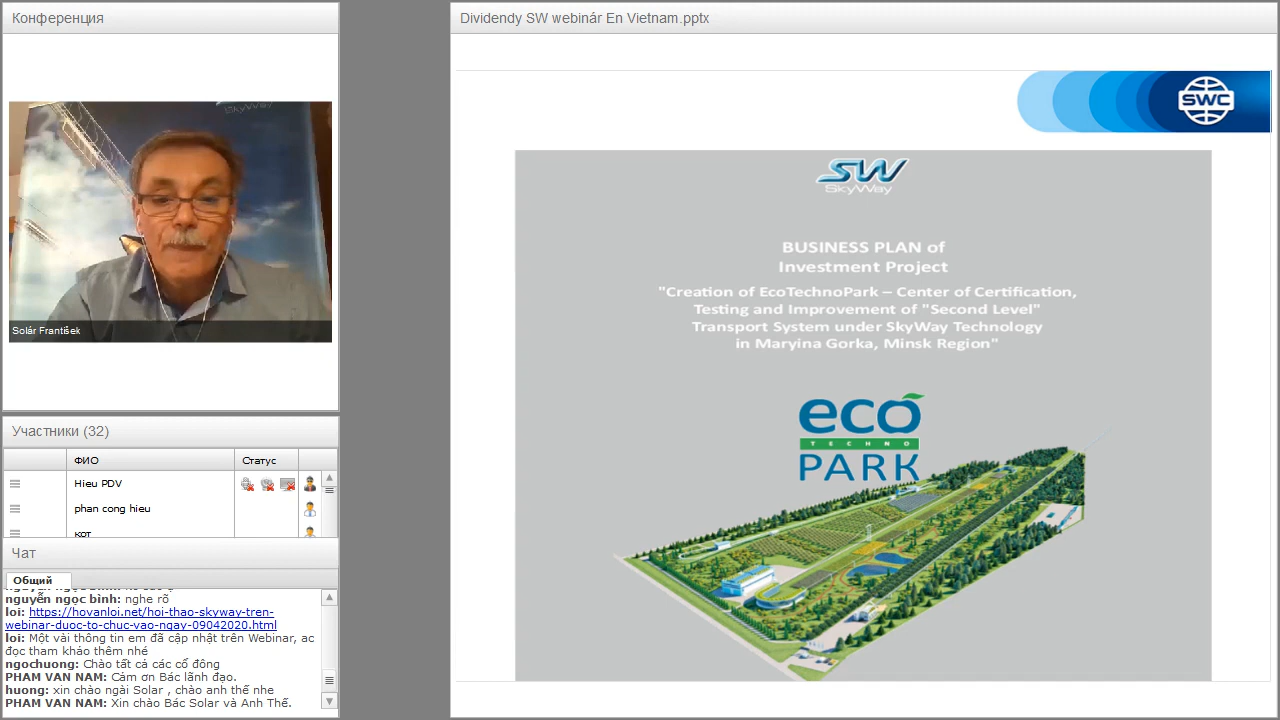 Конференция
SkyWay
Solár František
Участники (32)
ФИО
Статус
Hieu PDV
phan cong hieu
кот
Чат
Общий
nguyễn ngọc bình: nghe rõ
loi: https://hovanloi.net/hoi-thao-skyway-tren-
webinar-duoc-to-chuc-vao-ngay-09042020.html
loi: Một vài thông tin em đã cập nhật trên Webinar, ac
đọc tham khảo thêm nhé
ngochuong: Chào tất cả các cổ đông
PHAM VAN NAM: Cảm ơn Bác lãnh đạo.
huong: xin chào ngài Solar , chào anh thế nhe
PHAM VAN NAM: Xin chào Bác Solar và Anh Thế.
Dividendy SW webinár En Vietnam.pptx
SWC
SW
SkyWay
BUSINESS PLAN of
Investment Project
"Creation of EcoTechnoPark – Center of Certification,
Testing and Improvement of "Second Level"
Transport System under SkyWay Technology
in Maryina Gorka, Minsk Region"
eco
TECHNO
PARK